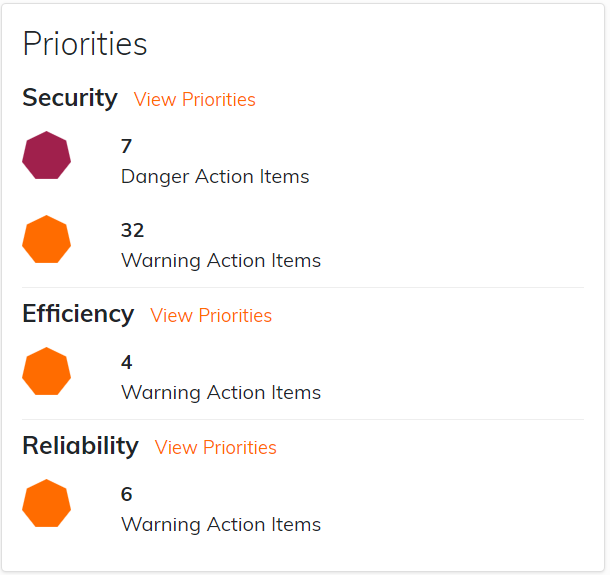 Priorities
Security View Priorities
7
Danger Action Items
32
Warning Action Items
Efficiency View Priorities
4
Warning Action Items
Reliability View Priorities
6
Warning Action Items